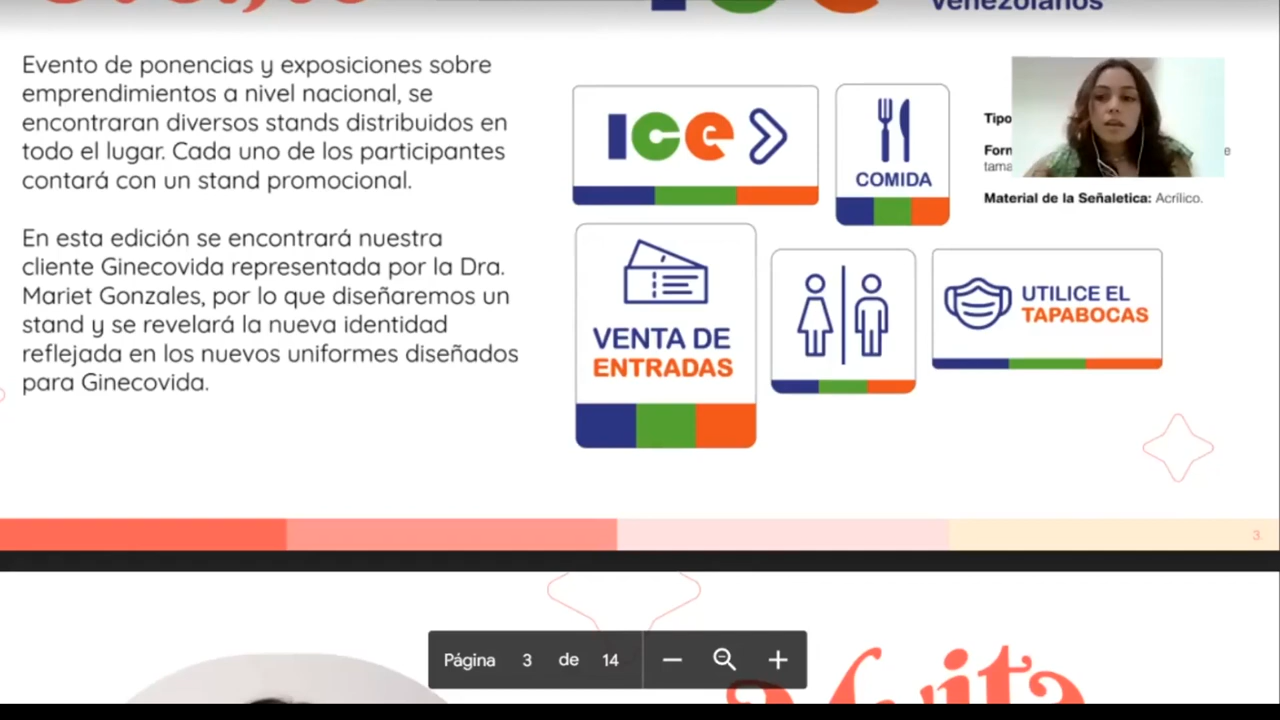 venezolanos
Evento de ponencias y exposiciones sobre
emprendimientos a nivel nacional, se
encontraran diversos stands distribuidos en
todo el lugar. Cada uno de los participantes
contará con un stand promocional.
En esta edición se encontrará nuestra
cliente Ginecovida representada por la Dra.
Mariet Gonzales, por lo que diseñaremos un
stand y se revelará la nueva identidad
reflejada en los nuevos uniformes diseñados
para Ginecovida.
ICe
COMIDA
Tipo
Form
tama
Material de la Señaletica: Acrílico.
VENTA DE
ENTRADAS
UTILICE EL
TAPABOCAS
3
Página 3 de 14